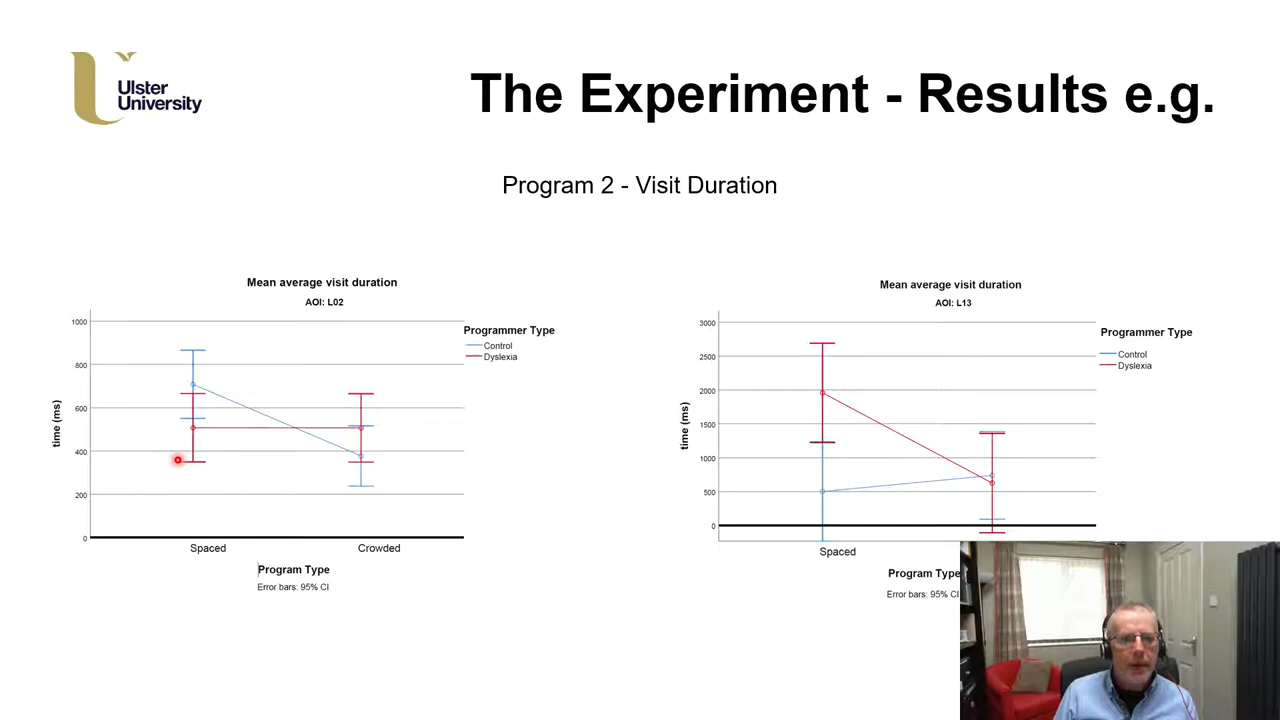 Ulster
University
The Experiment - Results e.g.
Program 2 - Visit Duration
Mean average visit duration
AOI: L02
1000
800
600
400
200
0
time (ms)
Spaced
Crowded
Program Type
Error bars: 95% CI
Programmer Type
Control
Dyslexia
Mean average visit duration
AOI: L13
3000
2500
2000
1500
1000
500
0
time (ms)
Spaced
Program Type
Error bars: 95% CI
Programmer Type
Control
Dyslexia